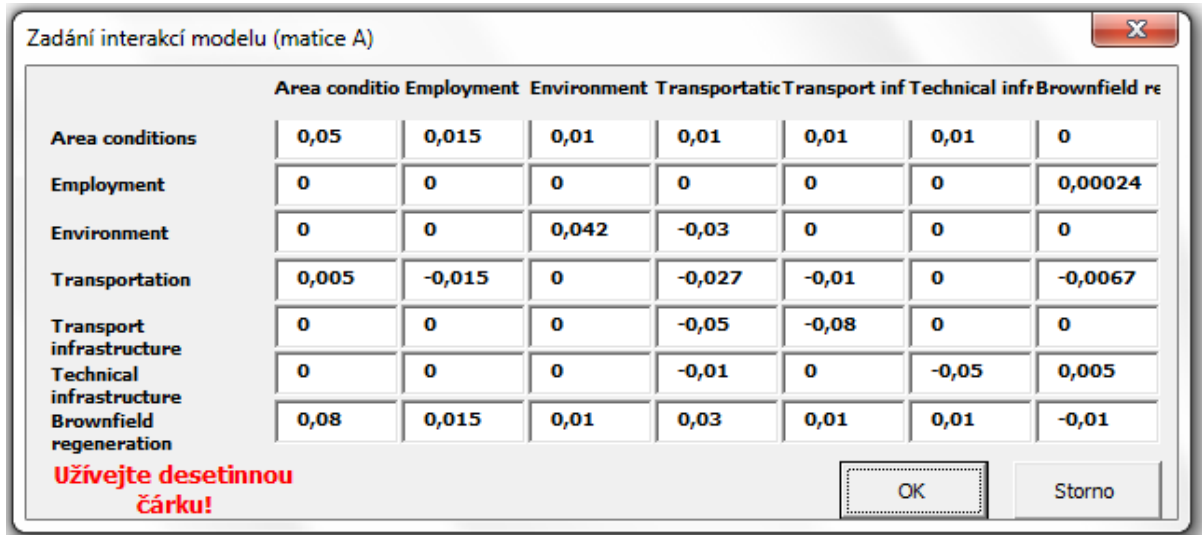 Zadání interakcí modelu (matice A)
Area conditio Employment Environment Transportatic Transport inf Technical infr Brownfield re
Area conditions 0,05 0,015 0,01 0,01 0,01 0,01 0
Employment 0 0 0 0 0 0 0,00024
Environment 0 0 0,042 -0,03 0 0 0
Transportation 0,005 -0,015 0 -0,027 -0,01 0 -0,0067
Transport
infrastructure 0 0 0 -0,05 -0,08 0 0
Technical
infrastructure 0 0 0 -0,01 0 -0,05 0,005
Brownfield
regeneration 0,08 0,015 0,01 0,03 0,01 0,01 -0,01
Užívejte desetinnou
čárku!
OK Storno